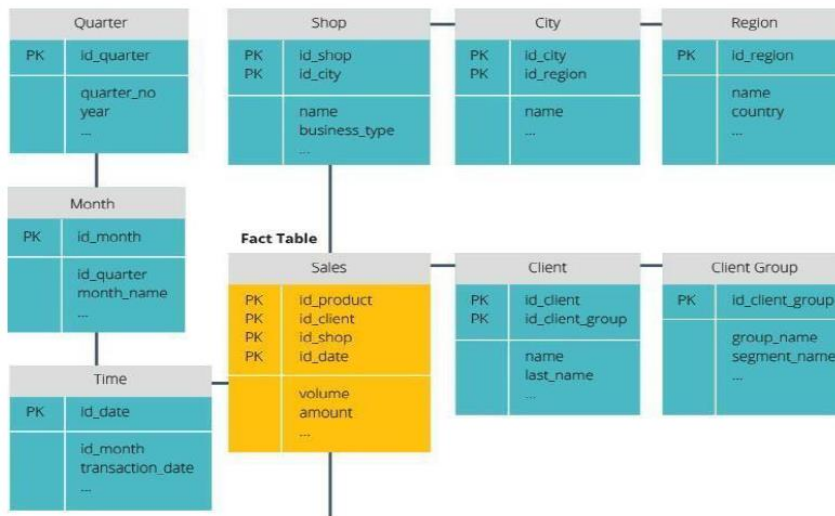 Quarter
PK id_quarter
quarter_no
year
...
Shop
PK id_shop
PK id_city
name
business_type
...
City
PK id_city
PK id_region
name
...
Region
PK id_region
name
country
...
Month
PK id_month
id_quarter
month_name
...
Fact Table
Sales
PK id_product
PK id_client
PK id_shop
PK id_date
volume
amount
...
Client
PK id_client
PK id_client_group
name
last_name
...
Client Group
PK id_client_group
group_name
segment_name
...
Time
PK id_date
id_month
transaction_date
...